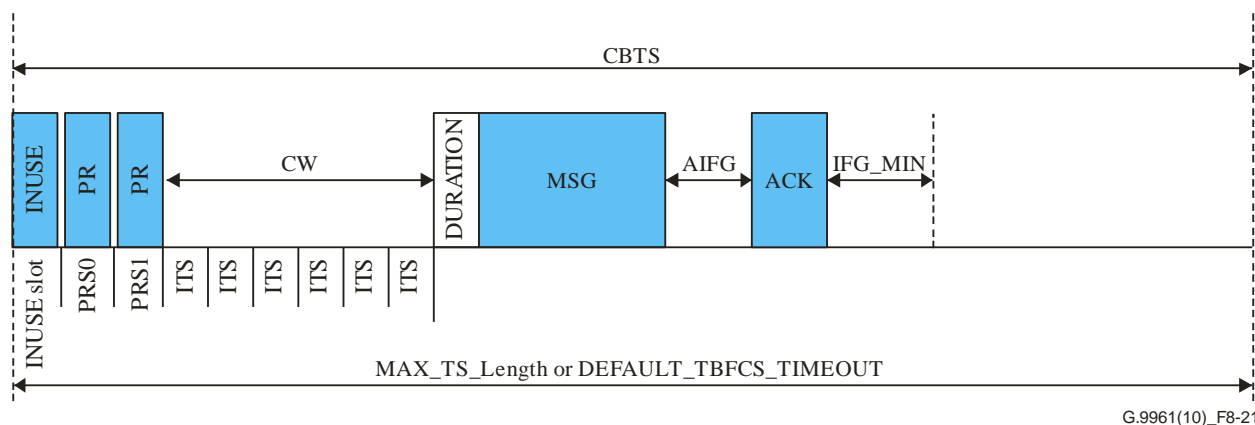 CBTS
INUSE
PR
PR
CW
DURATION
MSG
AIFG
ACK
IFG_MIN
INUSE slot
PRS0
PRS1
ITS
ITS
ITS
ITS
ITS
ITS
MAX_TS_Length or DEFAULT_TBFCS_TIMEOUT
G.9961(10)_F8-21